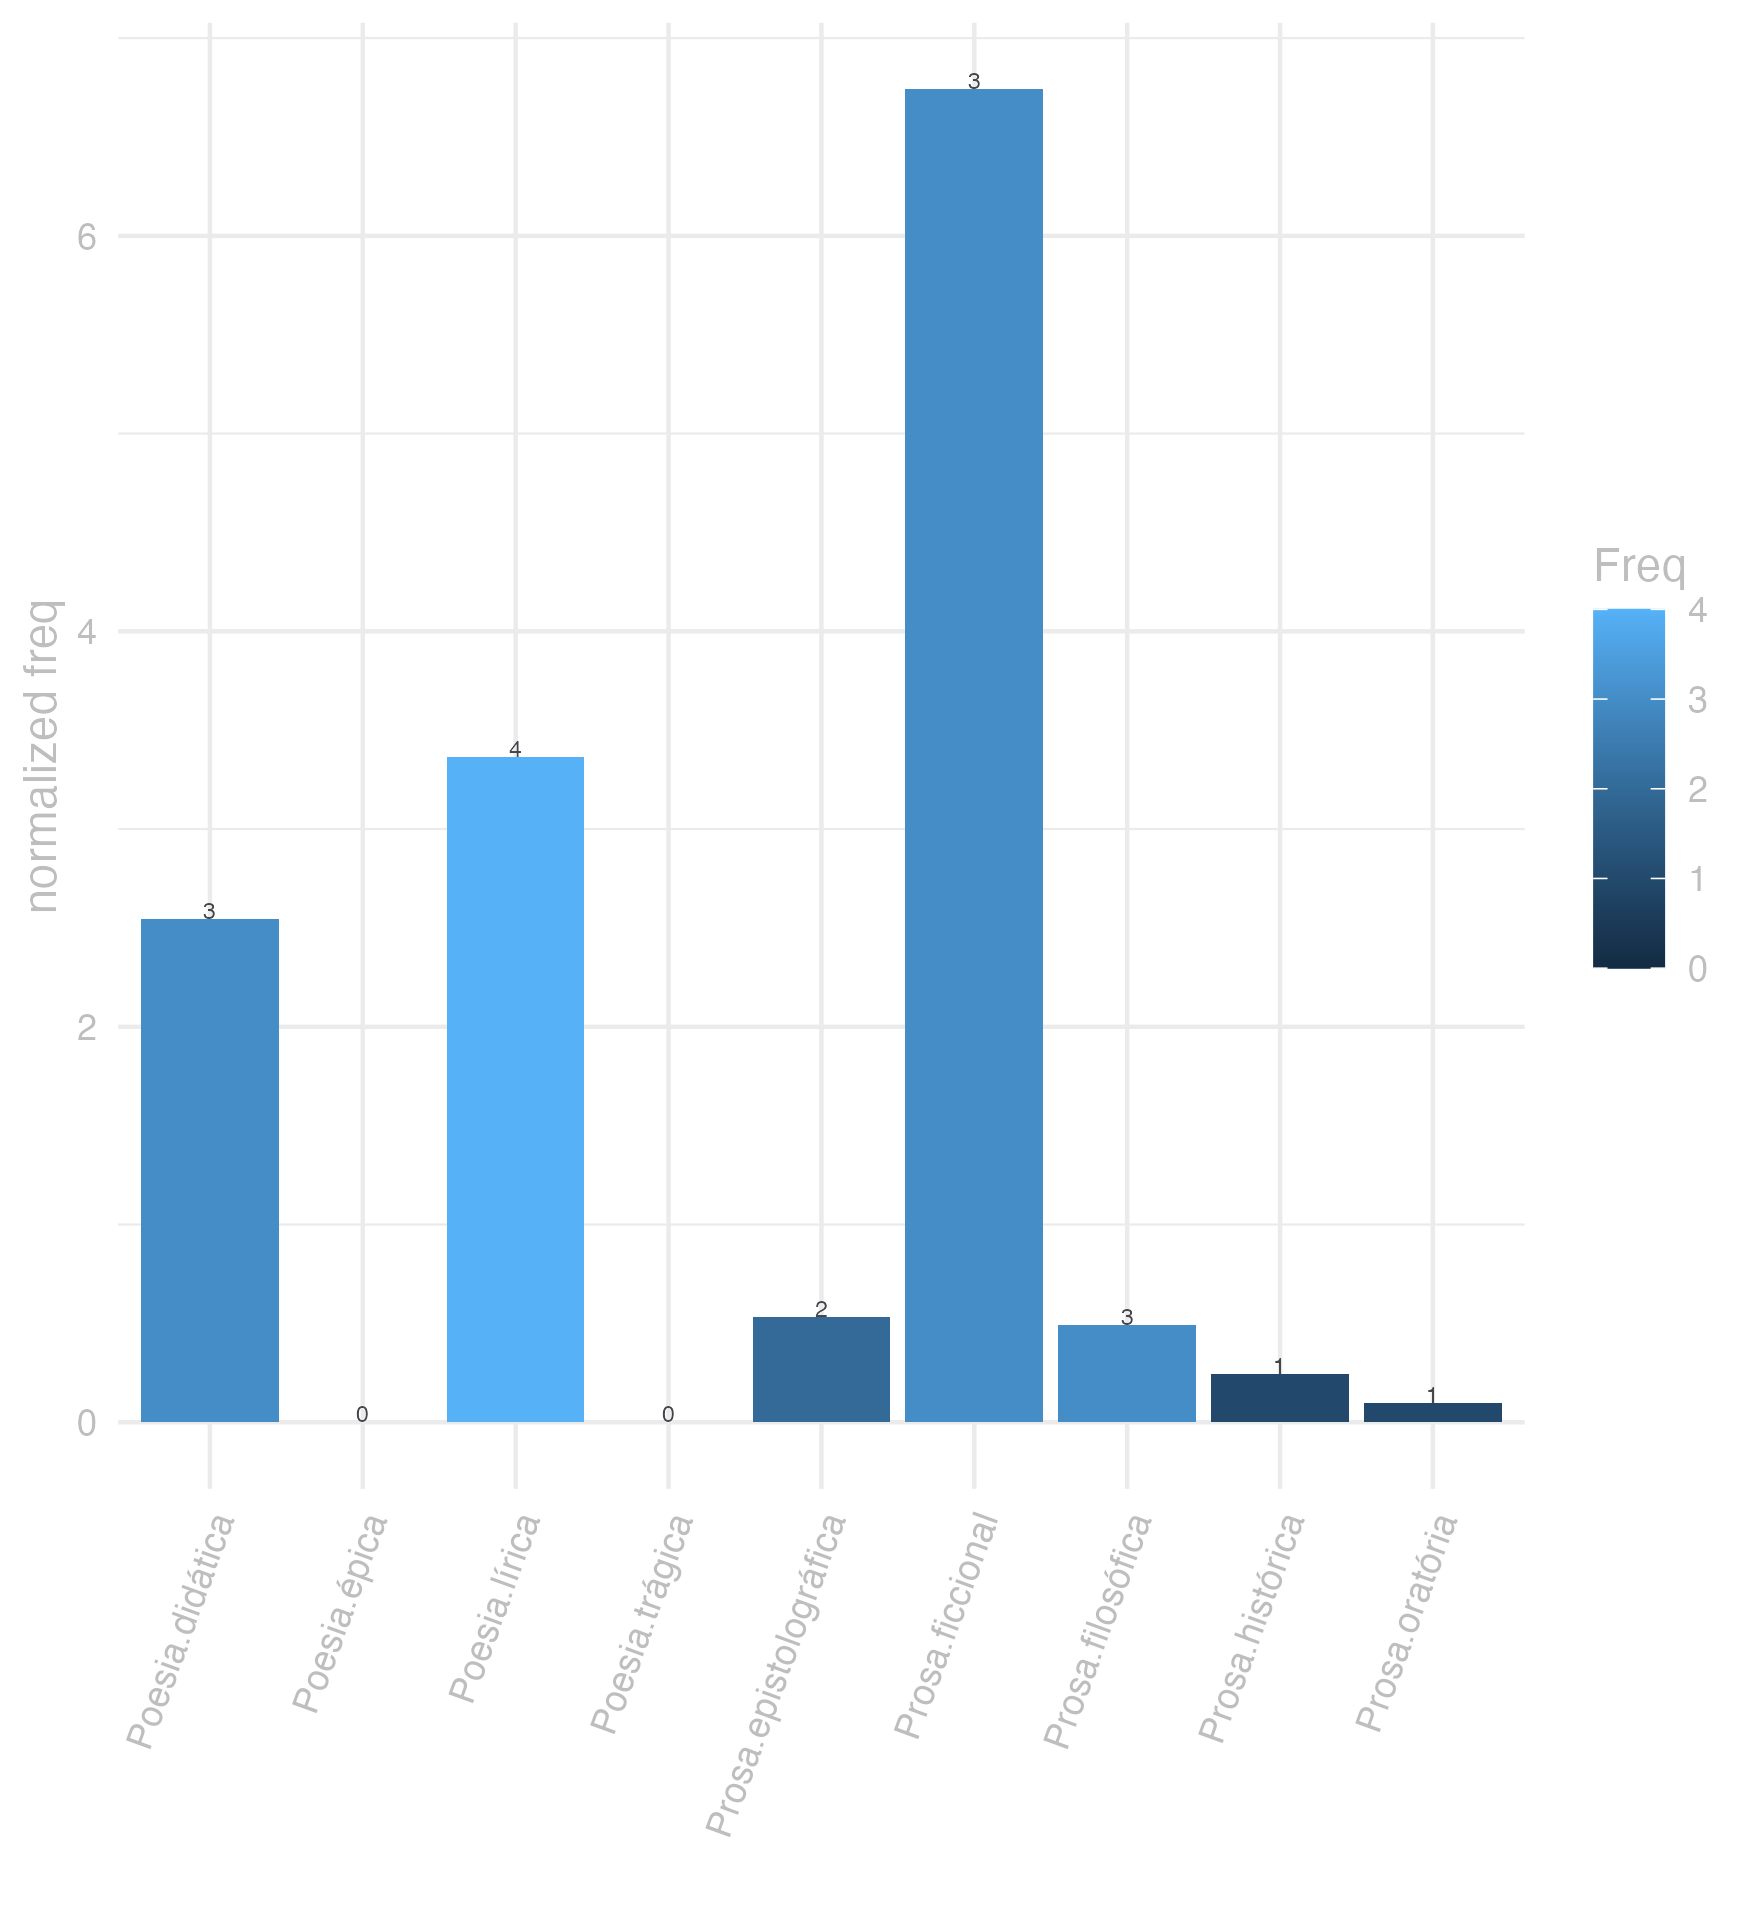 normalized freq
6
4
2
0
3
0
4
0
2
3
3
1
1
Poesia.didática
Poesia.épica
Poesia.lírica
Poesia.trágica
Prosa.epistolográfica
Prosa.ficcional
Prosa.filosófica
Prosa.histórica
Prosa.oratória
Freq
4
3
2
1
0